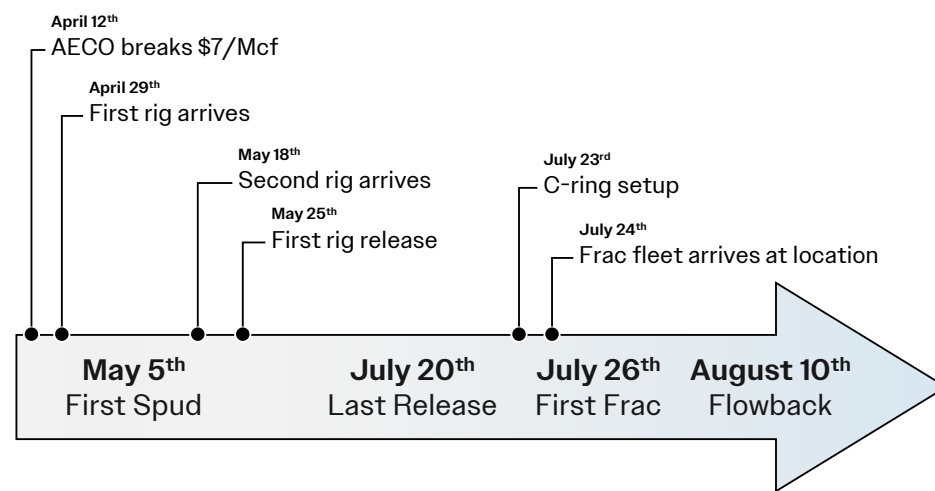 April 12th
AECO breaks $7/Mcf
April 29th
First rig arrives
May 18th
Second rig arrives
May 25th
First rig release
July 23rd
C-ring setup
July 24th
Frac fleet arrives at location
May 5th
First Spud
July 20th
Last Release
July 26th
First Frac
August 10th
Flowback